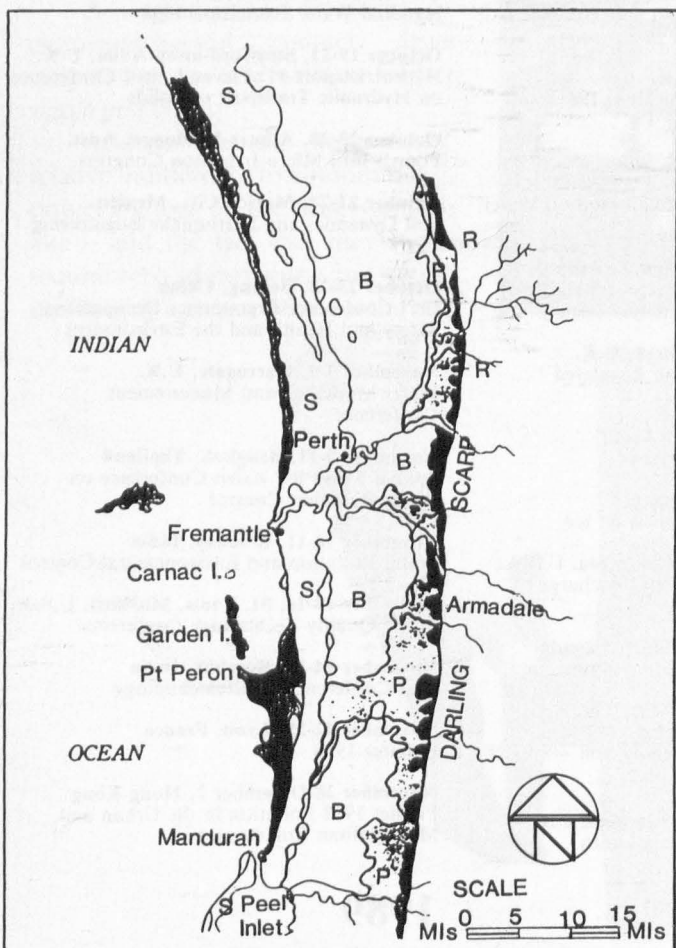 S
R
B
P
INDIAN
S
R
S
Perth
B
SCARP
Fremantle
Carnac I.
S
B
Armadale
Garden I.
Pt Peron
P
DARLING
OCEAN
B
Mandurah
P
S Peel
Inlet
N
SCALE
Mls 0 5 10 15
Mls